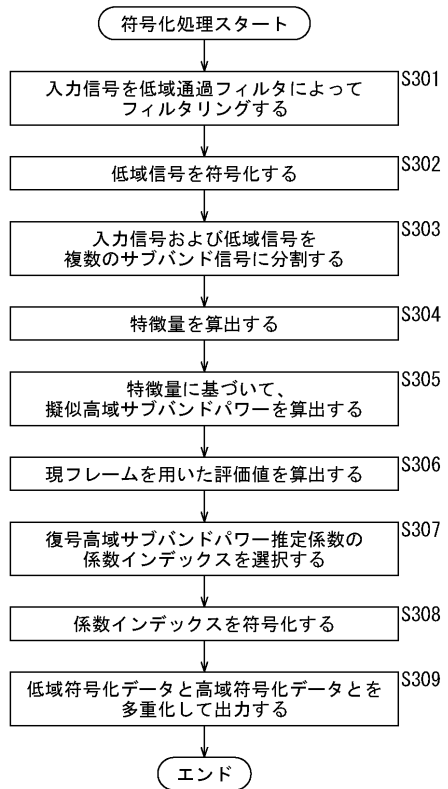 符号化処理スタート
S301
入力信号を低域通過フィルタによって
フィルタリングする
S302
低域信号を符号化する
S303
入力信号および低域信号を
複数のサブバンド信号に分割する
S304
特徴量を算出する
S305
特徴量に基づいて、
擬似高域サブバンドパワーを算出する
S306
現フレームを用いた評価値を算出する
S307
復号高域サブバンドパワー推定係数の
係数インデックスを選択する
S308
係数インデックスを符号化する
S309
低域符号化データと高域符号化データとを
多重化して出力する
エンド